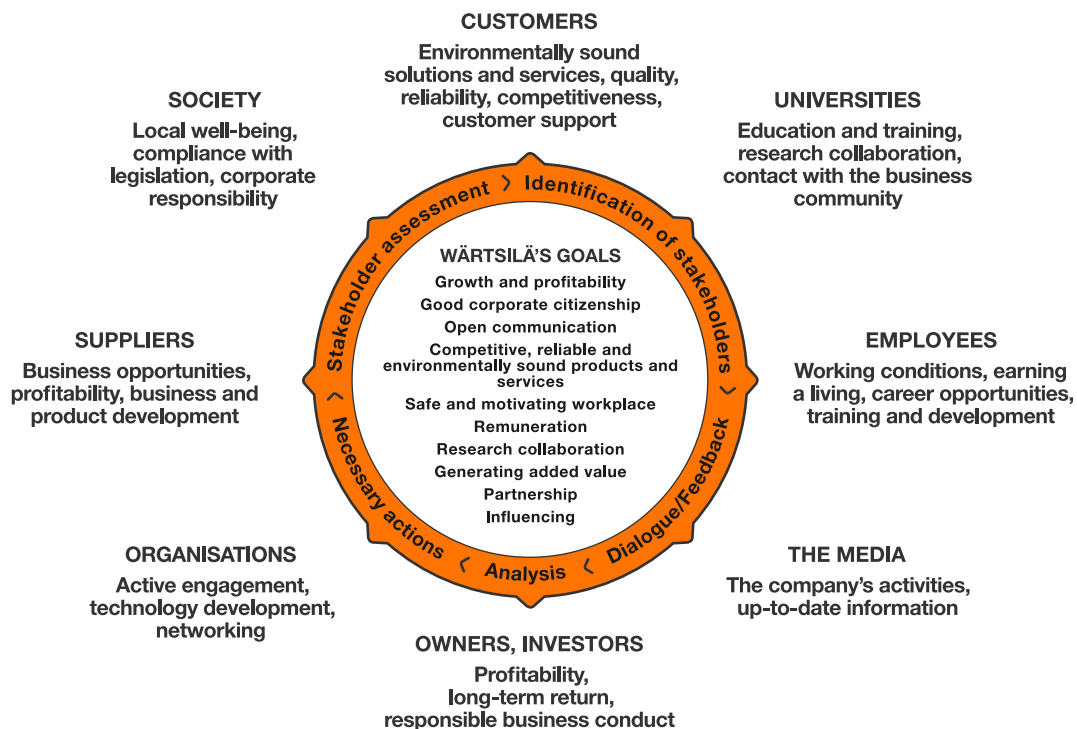 CUSTOMERS
Environmentally sound
solutions and services, quality,
reliability, competitiveness,
customer support
SOCIETY
Local well-being,
compliance with
legislation, corporate
responsibility
UNIVERSITIES
Education and training,
research collaboration,
contact with the business
community
Stakeholder assessment
Identification of stakeholders
WÄRTSILÄ’S GOALS
Growth and profitability
Good corporate citizenship
Open communication
Competitive, reliable and
environmentally sound products and
services
Safe and motivating workplace
Remuneration
Research collaboration
Generating added value
Partnership
Influencing
SUPPLIERS
Business opportunities,
profitability, business and
product development
EMPLOYEES
Working conditions, earning
a living, career opportunities,
training and development
Necessary actions
Analysis
Dialogue/Feedback
ORGANISATIONS
Active engagement,
technology development,
networking
THE MEDIA
The company’s activities,
up-to-date information
OWNERS, INVESTORS
Profitability,
long-term return,
responsible business conduct